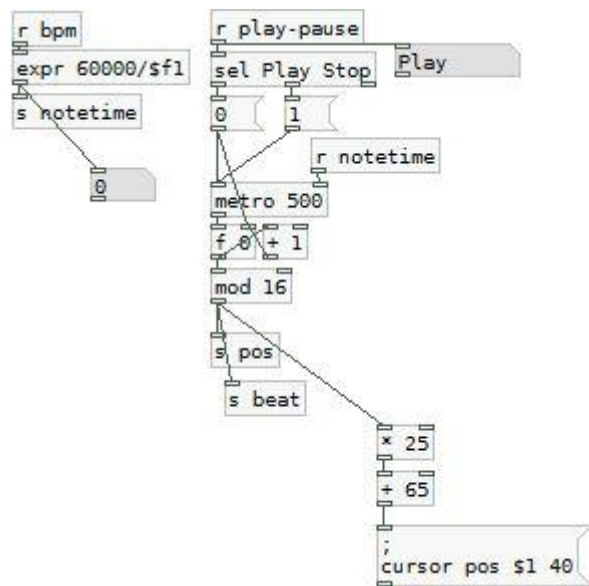 r bpm
expr 60000/$f1
s notetime
0
r play-pause
Play
sel Play Stop
0
1
r notetime
metro 500
f 0
+ 1
mod 16
s pos
s beat
* 25
+ 65
;
cursor pos $1 40